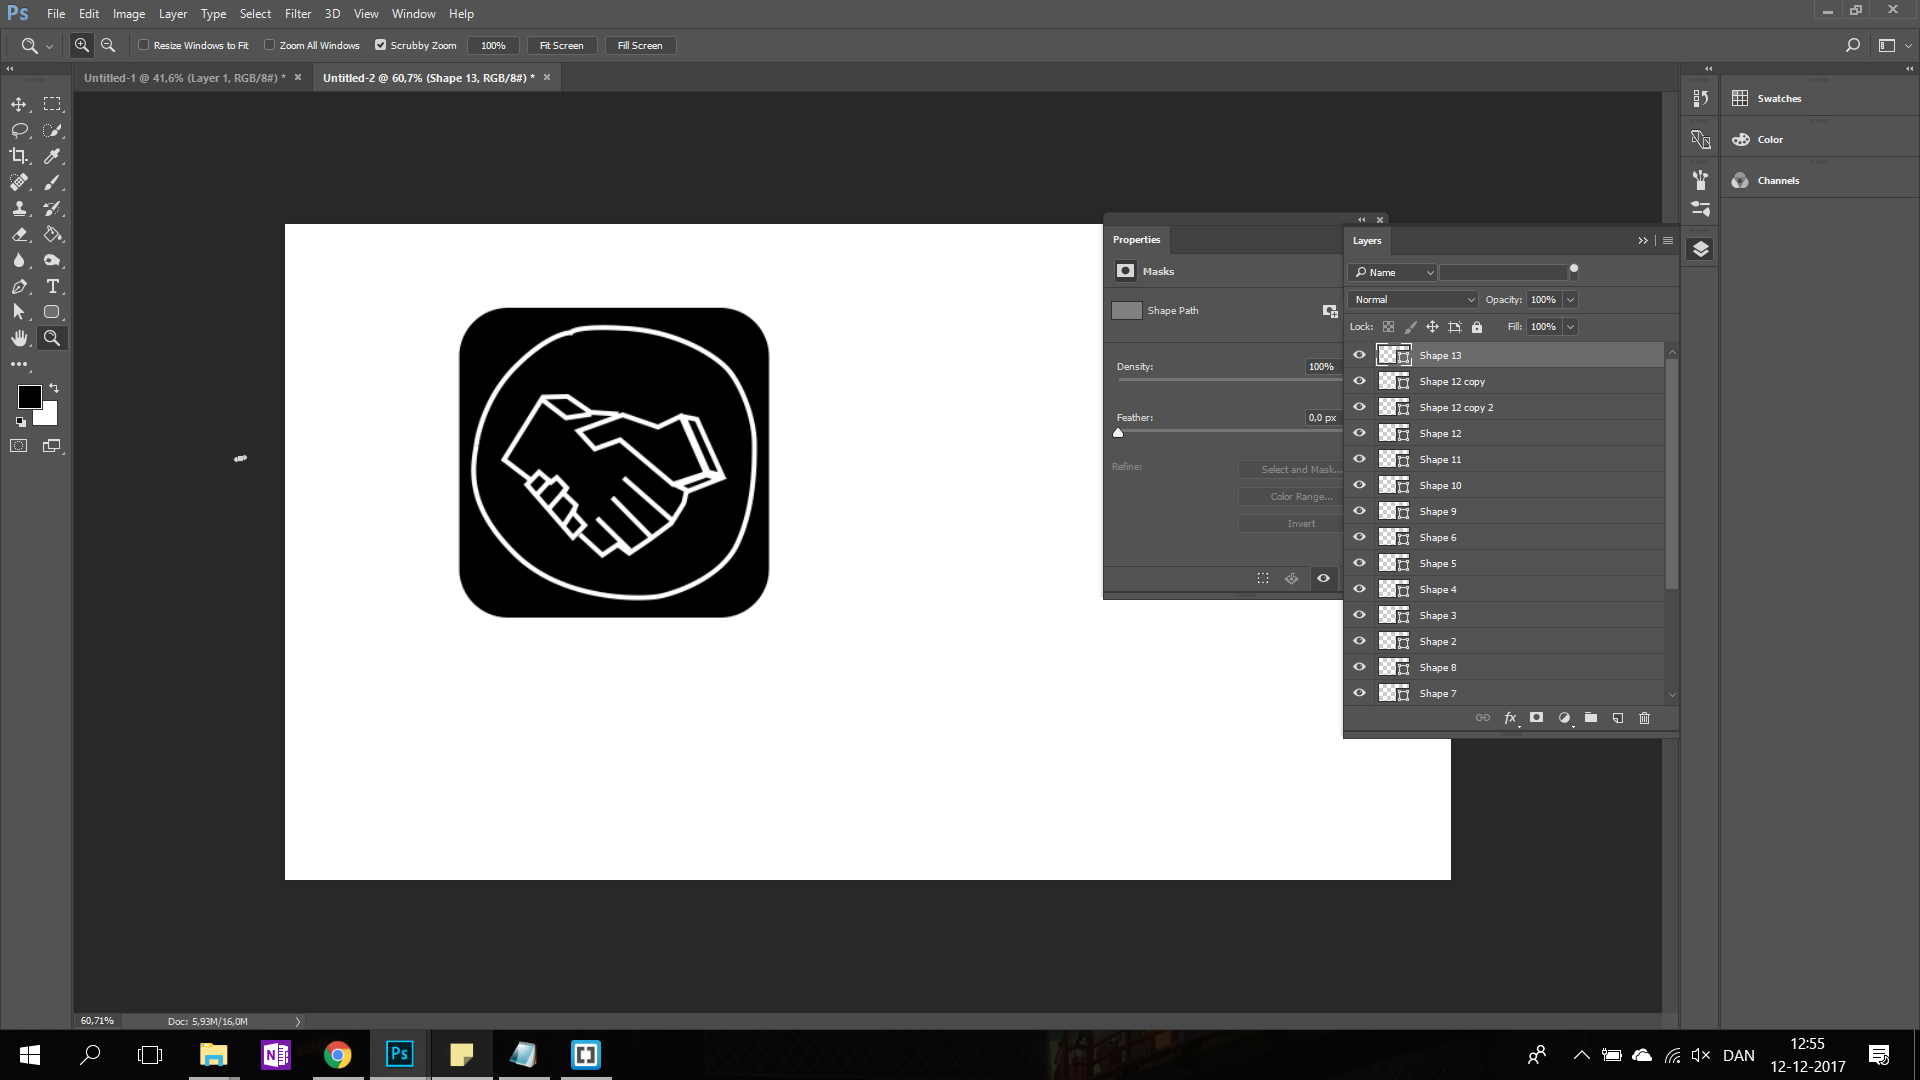 Ps File Edit Image Layer Type Select Filter 3D View Window Help
Resize Windows to Fit Zoom All Windows Scrubby Zoom 100% Fit Screen Fill Screen
Untitled-1 @ 41,6% (Layer 1, RGB/8#) * Untitled-2 @ 60,7% (Shape 13, RGB/8#) *
Swatches
Color
Channels
Properties
Masks
Shape Path
Density: 100%
Feather: 0,0 px
Refine: Select and Mask...
Color Range...
Invert
Layers
Name
Normal Opacity: 100%
Lock: Fill: 100%
Shape 13
Shape 12 copy
Shape 12 copy 2
Shape 12
Shape 11
Shape 10
Shape 9
Shape 6
Shape 5
Shape 4
Shape 3
Shape 2
Shape 8
Shape 7
fx
60,71% Doc: 5,93M/16,0M
N Ps DAN
12:55
12-12-2017